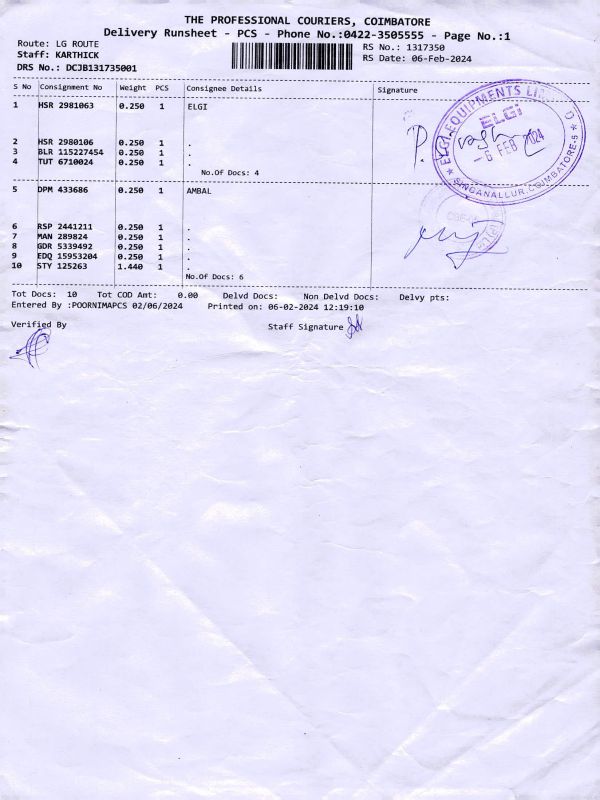 THE PROFESSIONAL COURIERS, COIMBATORE
Delivery Runsheet - PCS - Phone No.:0422-3505555 - Page No.:1
Route: LG ROUTE
Staff: KARTHICK
DRS No.: DCJB131735001
RS No.: 1317350
RS Date: 06-Feb-2024
S No Consignment No Weight PCS Consignee Details Signature
1 HSR 2981063 0.250 1 ELGI
2 HSR 2980106 0.250 1 .
3 BLR 115227454 0.250 1 .
4 TUT 6710024 0.250 1 .
No.Of Docs: 4
ELGI EQUIPMENTS
ELGI
- 6 FEB 2024
SINGANALLUR, COIMBATORE-5
5 DPM 433686 0.250 1 AMBAL
6 RSP 2441211 0.250 1 .
7 MAN 289824 0.250 1 .
8 GDR 5339492 0.250 1 .
9 EDQ 15953204 0.250 1 .
10 STY 125263 1.440 1 .
No.Of Docs: 6
Tot Docs: 10 Tot COD Amt: 0.00 Delvd Docs: Non Delvd Docs: Delvy pts:
Entered By :POORNIMAPCS 02/06/2024 Printed on: 06-02-2024 12:19:10
Verified By Staff Signature